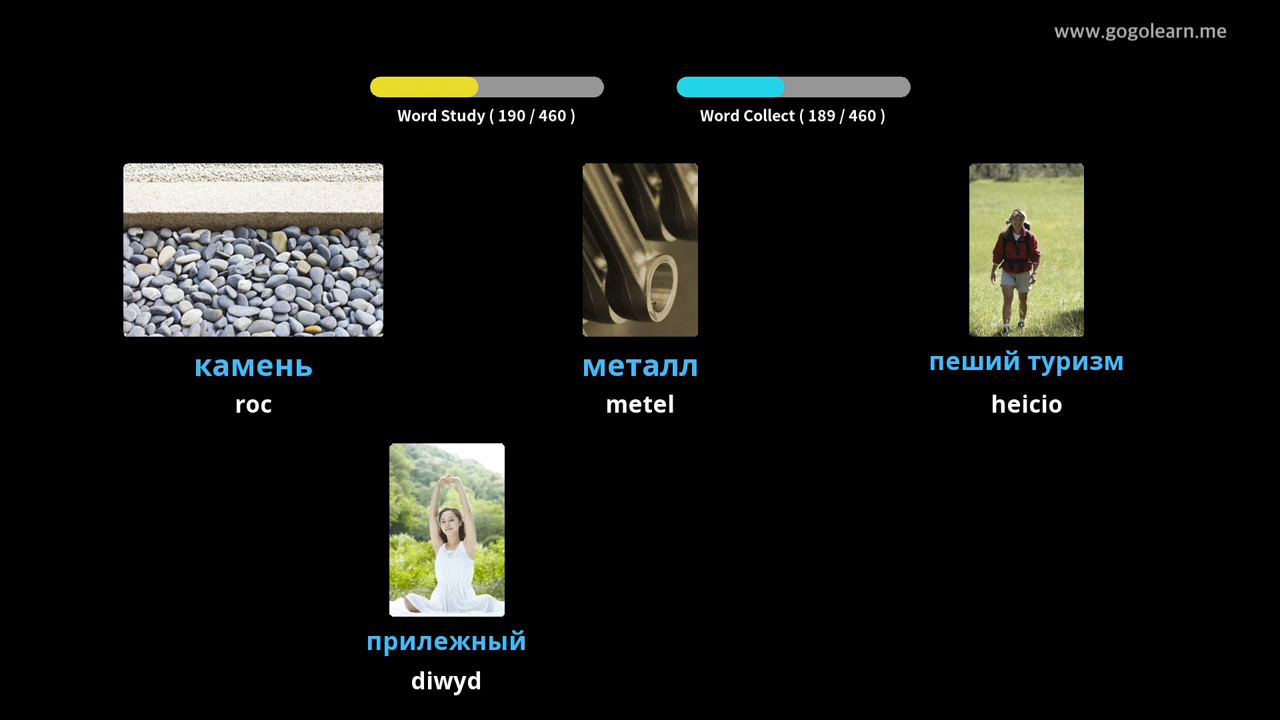 www.gogolearn.me
Word Study ( 190 / 460 )
Word Collect ( 189 / 460 )
камень
металл
пеший туризм
roc
metel
heicio
прилежный
diwyd